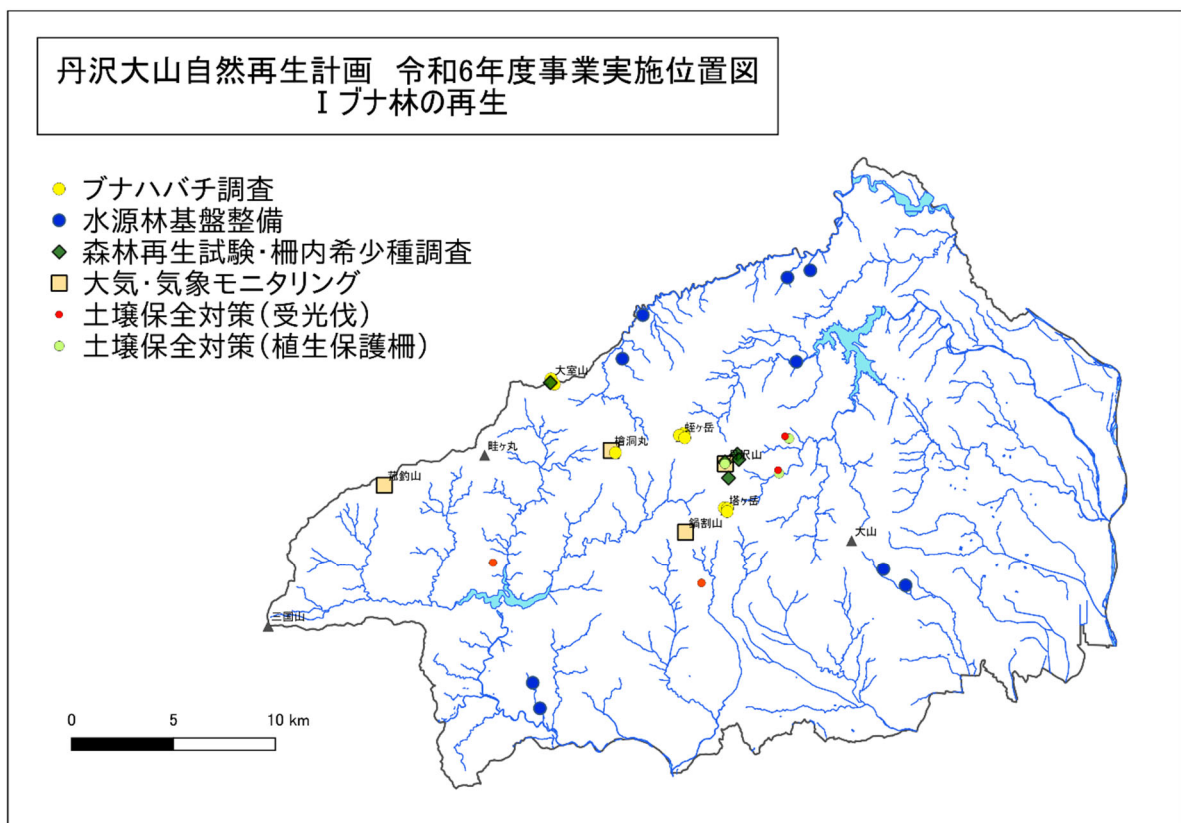 丹沢大山自然再生計画　令和6年度事業実施位置図
Ⅰ ブナ林の再生
ブナハバチ調査
水源林基盤整備
森林再生試験・柵内希少種調査
大気・気象モニタリング
土壌保全対策（受光伐）
土壌保全対策（植生保護柵）
大室山
畦ヶ丸
檜洞丸
蛭ヶ岳
丹沢山
菰釣山
塔ヶ岳
鍋割山
大山
三国山
0 5 10 km